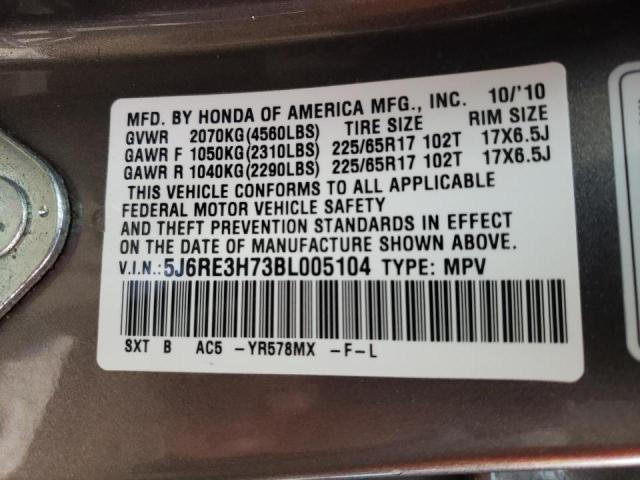 MFD. BY HONDA OF AMERICA MFG., INC. 10/'10
GVWR 2070KG(4560LBS) TIRE SIZE RIM SIZE
GAWR F 1050KG(2310LBS) 225/65R17 102T 17X6.5J
GAWR R 1040KG(2290LBS) 225/65R17 102T 17X6.5J
THIS VEHICLE CONFORMS TO ALL APPLICABLE
FEDERAL MOTOR VEHICLE SAFETY
AND THEFT PREVENTION STANDARDS IN EFFECT
ON THE DATE OF MANUFACTURE SHOWN ABOVE.
V.I.N.: 5J6RE3H73BL005104 TYPE: MPV
SXT B AC5 -YR578MX -F-L